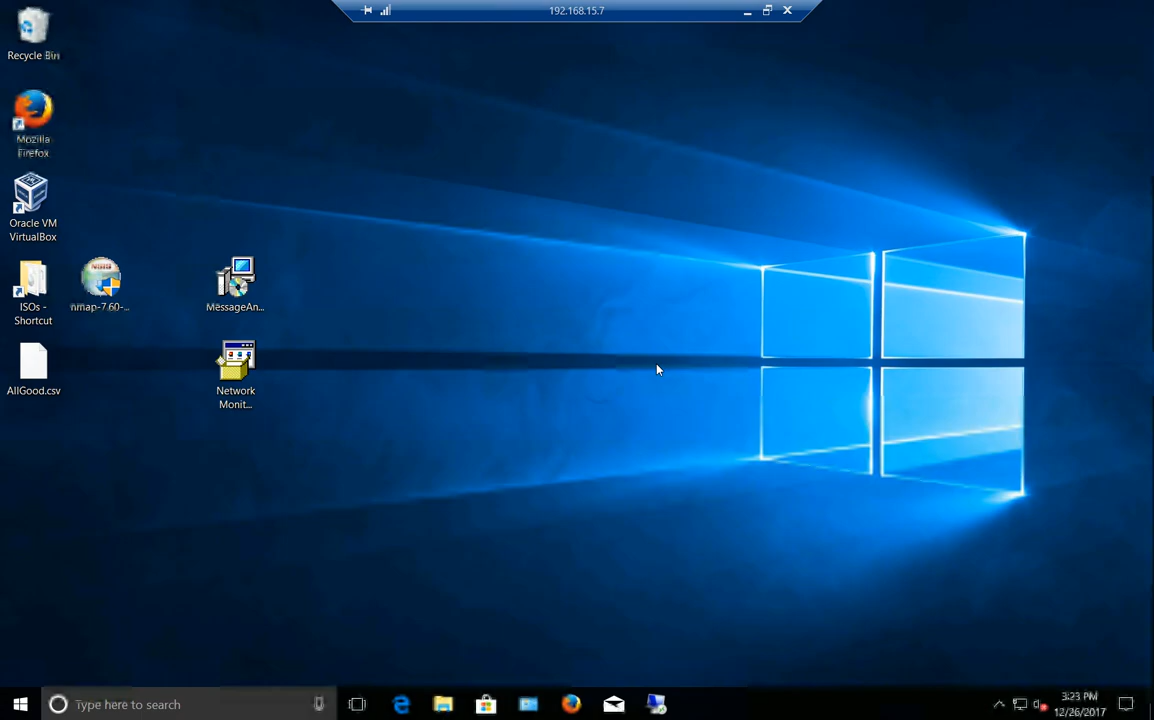 192.168.15.7
Recycle Bin
Mozilla
Firefox
Oracle VM
VirtualBox
ISOs -
Shortcut
nmap-7.60-...
MessageAn...
AllGood.csv
Network
Monit...
Type here to search
3:23 PM
12/26/2017